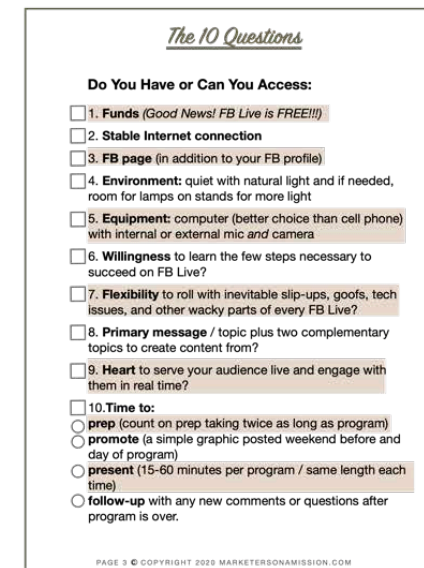 The 10 Questions
Do You Have or Can You Access:
1. Funds (Good News! FB Live is FREE!!!)
2. Stable Internet connection
3. FB page (in addition to your FB profile)
4. Environment: quiet with natural light and if needed,
room for lamps on stands for more light
5. Equipment: computer (better choice than cell phone)
with internal or external mic and camera
6. Willingness to learn the few steps necessary to
succeed on FB Live?
7. Flexibility to roll with inevitable slip-ups, goofs, tech
issues, and other wacky parts of every FB Live?
8. Primary message / topic plus two complementary
topics to create content from?
9. Heart to serve your audience live and engage with
them in real time?
10.Time to:
prep (count on prep taking twice as long as program)
promote (a simple graphic posted weekend before and
day of program)
present (15-60 minutes per program / same length each
time)
follow-up with any new comments or questions after
program is over.
PAGE 3 © COPYRIGHT 2020 MARKETERSONAMISSION.COM